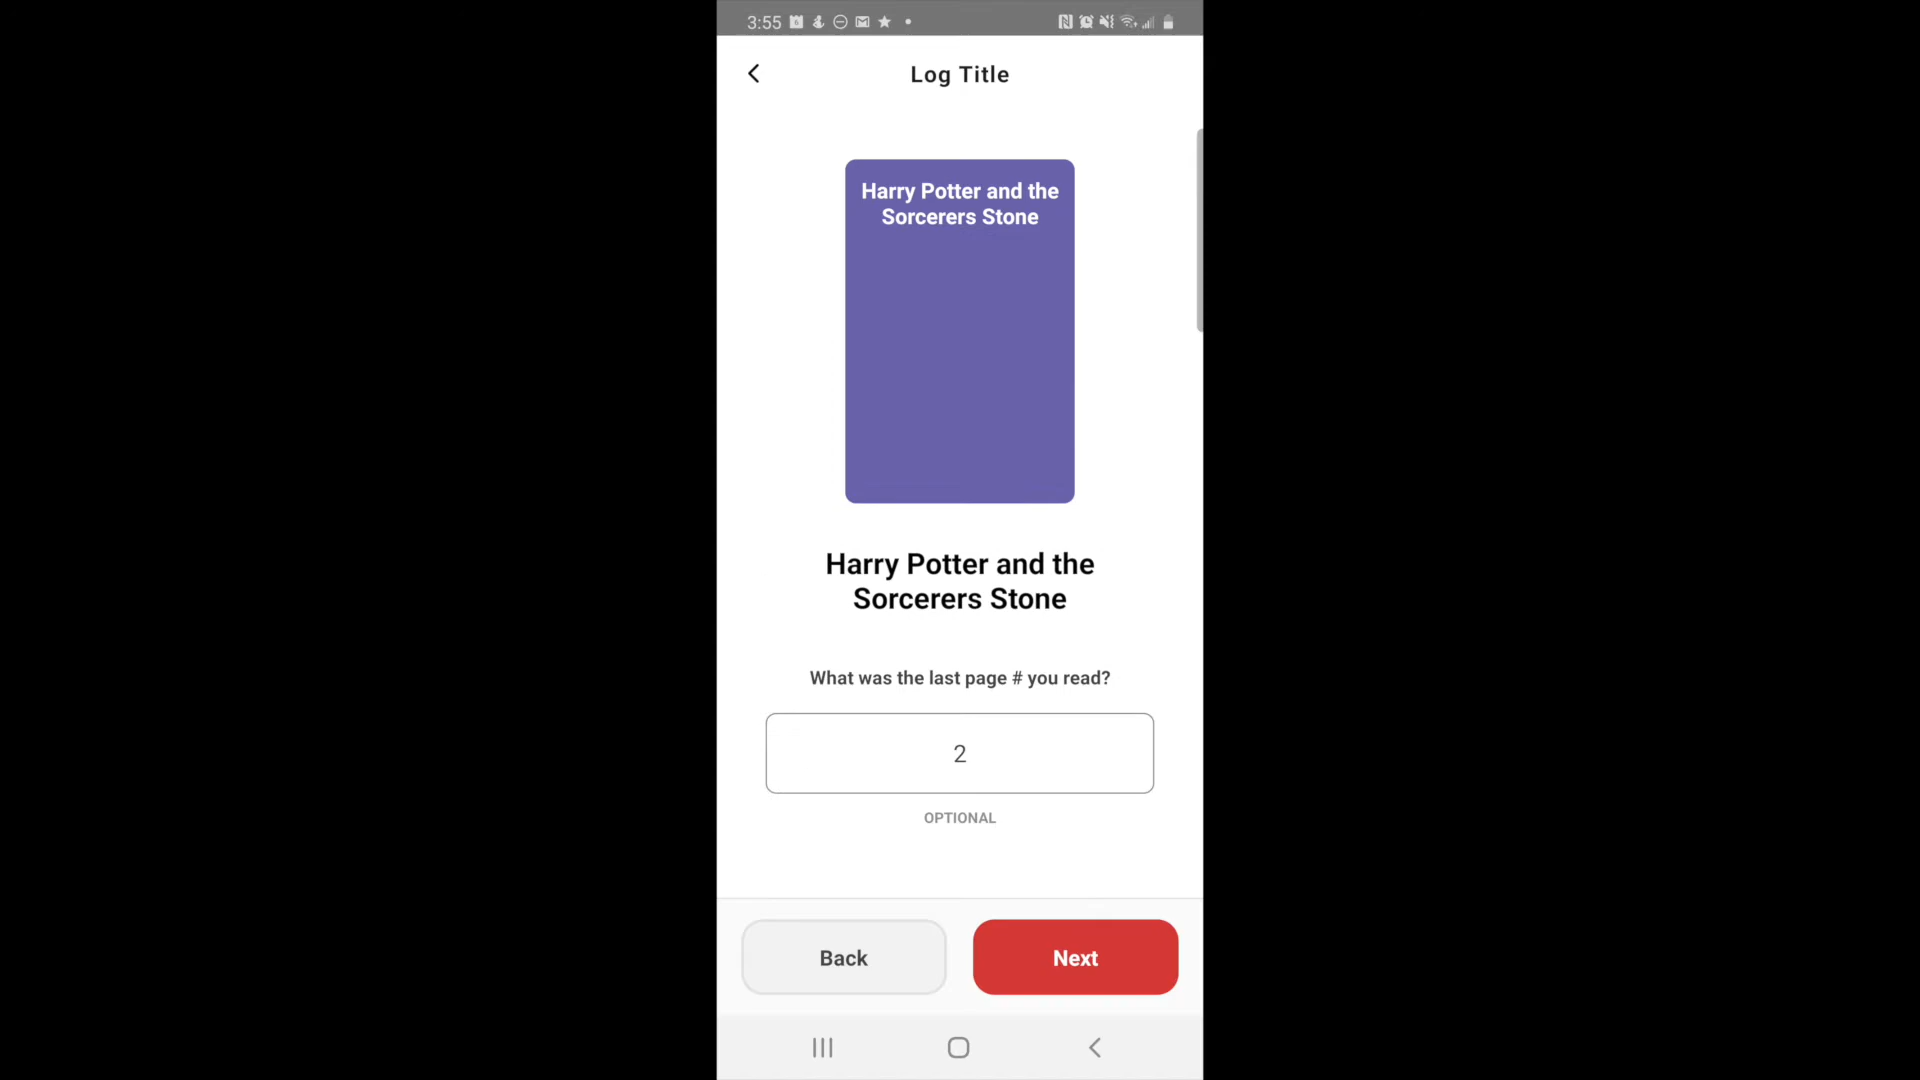 3:55
Log Title
Harry Potter and the
Sorcerers Stone
Harry Potter and the
Sorcerers Stone
What was the last page # you read?
2
OPTIONAL
Back
Next